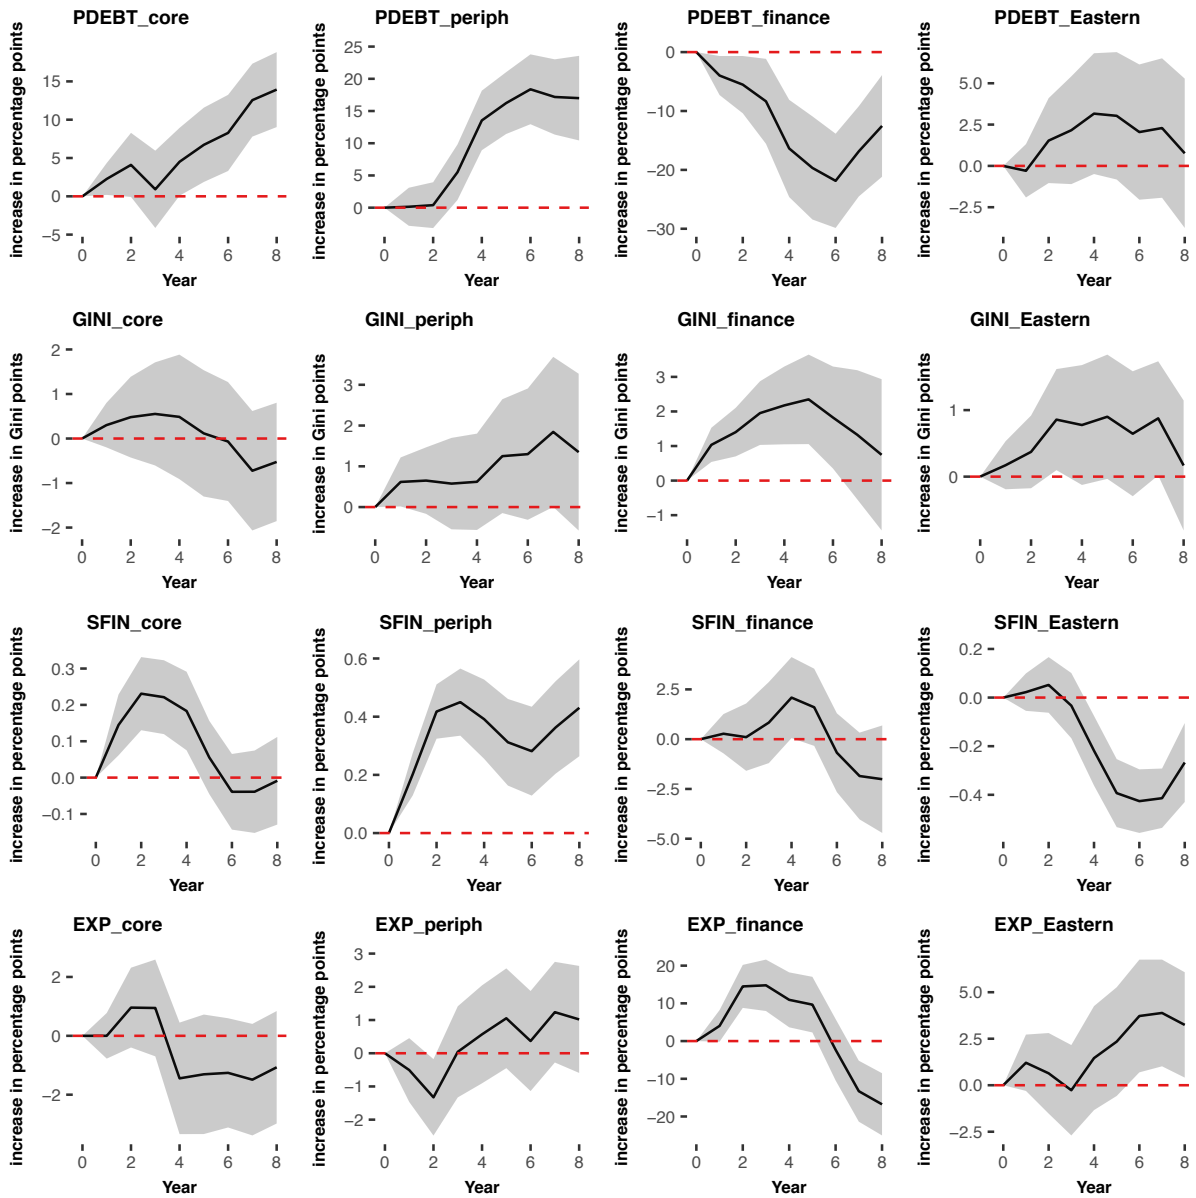 PDEBT_core
increase in percentage points
15
10
5
0
−5
0 2 4 6 8
Year
PDEBT_periph
increase in percentage points
25
20
15
10
5
0
0 2 4 6 8
Year
PDEBT_finance
increase in percentage points
0
−10
−20
−30
0 2 4 6 8
Year
PDEBT_Eastern
increase in percentage points
5.0
2.5
0.0
−2.5
0 2 4 6 8
Year
GINI_core
increase in Gini points
2
1
0
−1
−2
0 2 4 6 8
Year
GINI_periph
increase in Gini points
3
2
1
0
0 2 4 6 8
Year
GINI_finance
increase in Gini points
3
2
1
0
−1
0 2 4 6 8
Year
GINI_Eastern
increase in Gini points
1
0
0 2 4 6 8
Year
SFIN_core
increase in percentage points
0.3
0.2
0.1
0.0
−0.1
0 2 4 6 8
Year
SFIN_periph
increase in percentage points
0.6
0.4
0.2
0.0
0 2 4 6 8
Year
SFIN_finance
increase in percentage points
2.5
0.0
−2.5
−5.0
0 2 4 6 8
Year
SFIN_Eastern
increase in percentage points
0.2
0.0
−0.2
−0.4
0 2 4 6 8
Year
EXP_core
increase in percentage points
2
0
−2
0 2 4 6 8
Year
EXP_periph
increase in percentage points
3
2
1
0
−1
−2
0 2 4 6 8
Year
EXP_finance
increase in percentage points
20
10
0
−10
−20
0 2 4 6 8
Year
EXP_Eastern
increase in percentage points
5.0
2.5
0.0
−2.5
0 2 4 6 8
Year